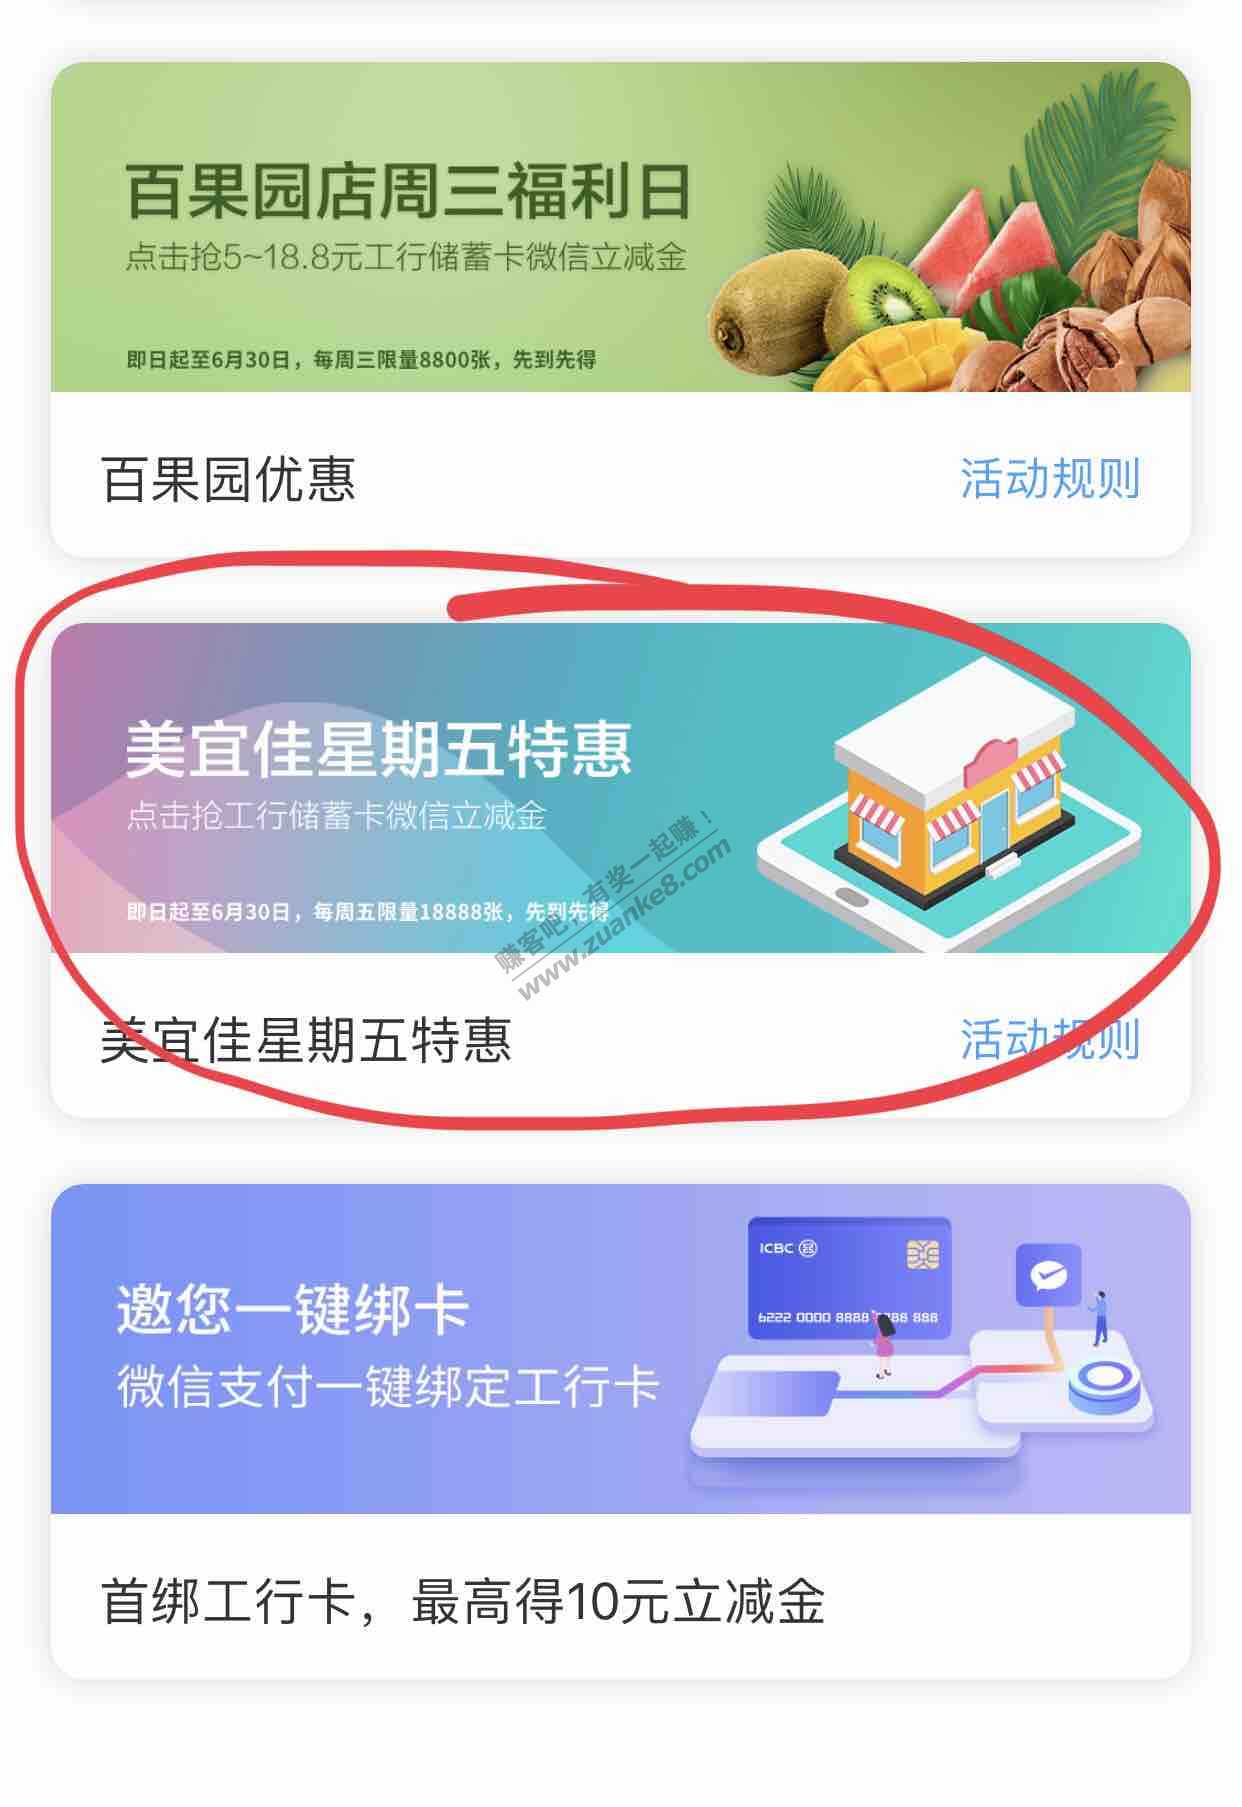 百果园店周三福利日
点击抢5~18.8元工行储蓄卡微信立减金
即日起至6月30日，每周三限量8800张，先到先得
百果园优惠
活动规则
美宜佳星期五特惠
点击抢工行储蓄卡微信立减金
即日起至6月30日，每周五限量18888张，先到先得
赚客吧，有奖一起赚！
www.zuanke8.com
美宜佳星期五特惠
活动规则
邀您一键绑卡
微信支付一键绑定工行卡
ICBC
6222 0000 8888 8888 888
首绑工行卡，最高得10元立减金